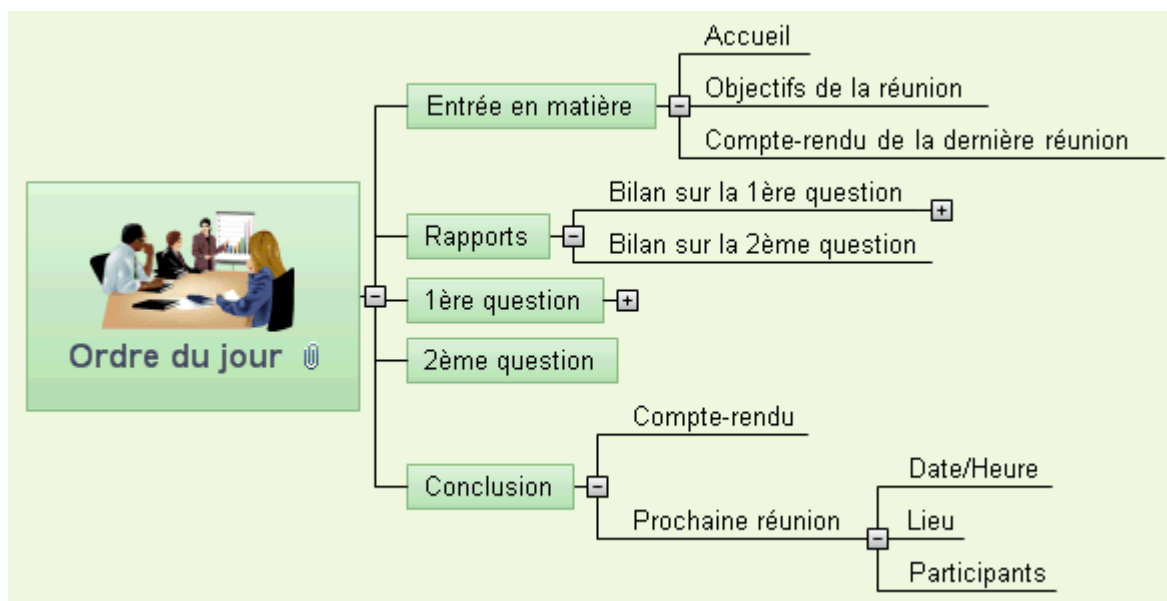 Ordre du jour
Entrée en matière
Accueil
Objectifs de la réunion
Compte-rendu de la dernière réunion
Rapports
Bilan sur la 1ère question
Bilan sur la 2ème question
1ère question
2ème question
Conclusion
Compte-rendu
Prochaine réunion
Date/Heure
Lieu
Participants